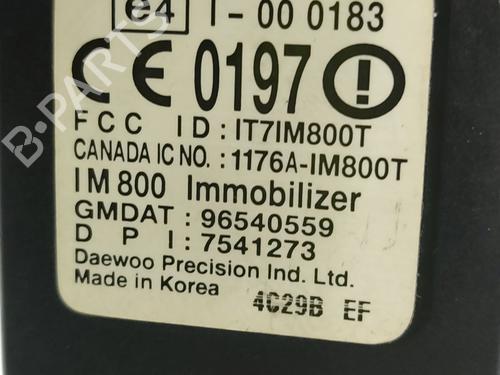 e4 I - 00 0183
CE 0197 !
FCC ID : IT7IM800T
CANADA IC NO. : 1176A-IM800T
IM 800 Immobilizer
GMDAT : 96540559
D P I : 7541273
Daewoo Precision Ind. Ltd.
Made in Korea
4C29B EF
B-PARTS